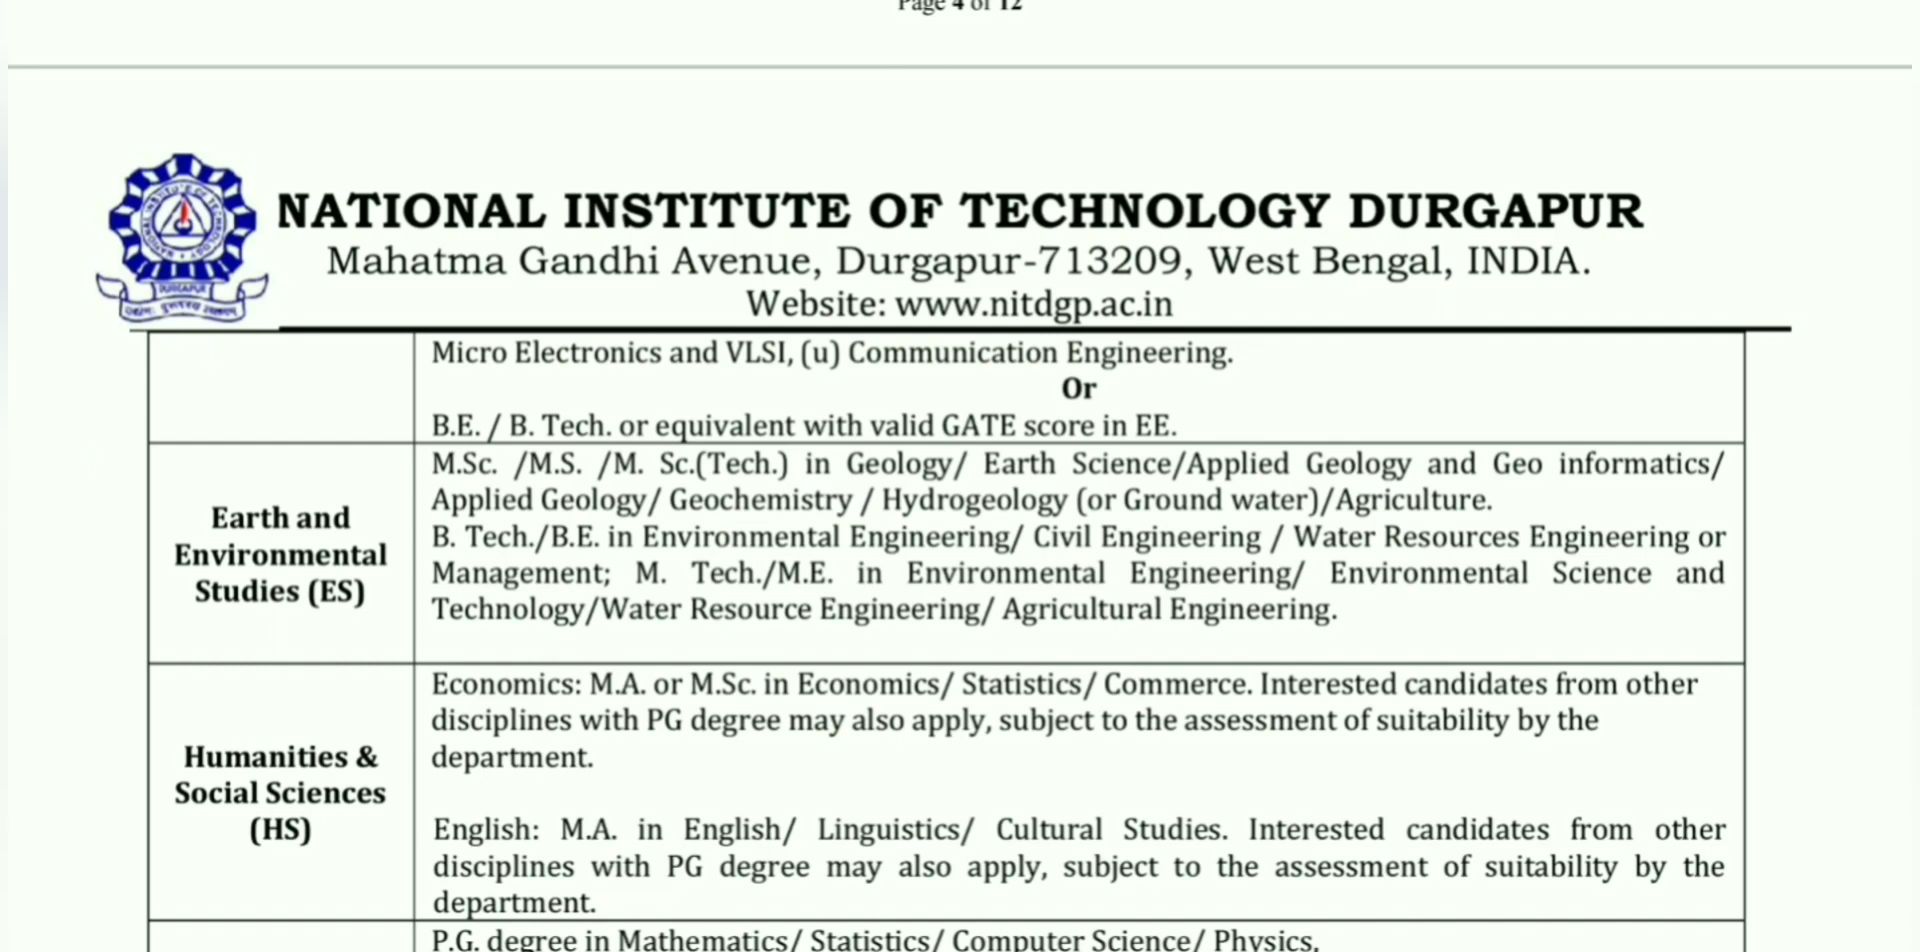 Page 4 of 12
NATIONAL INSTITUTE OF TECHNOLOGY DURGAPUR
Mahatma Gandhi Avenue, Durgapur-713209, West Bengal, INDIA.
Website: www.nitdgp.ac.in
DURGAPUR
Micro Electronics and VLSI, (u) Communication Engineering.
Or
B.E. / B. Tech. or equivalent with valid GATE score in EE.
Earth and
Environmental
Studies (ES)
M.Sc. /M.S. /M. Sc.(Tech.) in Geology/ Earth Science/Applied Geology and Geo informatics/
Applied Geology/ Geochemistry / Hydrogeology (or Ground water)/Agriculture.
B. Tech./B.E. in Environmental Engineering/ Civil Engineering / Water Resources Engineering or
Management; M. Tech./M.E. in Environmental Engineering/ Environmental Science and
Technology/Water Resource Engineering/ Agricultural Engineering.
Humanities &
Social Sciences
(HS)
Economics: M.A. or M.Sc. in Economics/ Statistics/ Commerce. Interested candidates from other
disciplines with PG degree may also apply, subject to the assessment of suitability by the
department.
English: M.A. in English/ Linguistics/ Cultural Studies. Interested candidates from other
disciplines with PG degree may also apply, subject to the assessment of suitability by the
department.
P.G. degree in Mathematics/ Statistics/ Computer Science/ Physics.